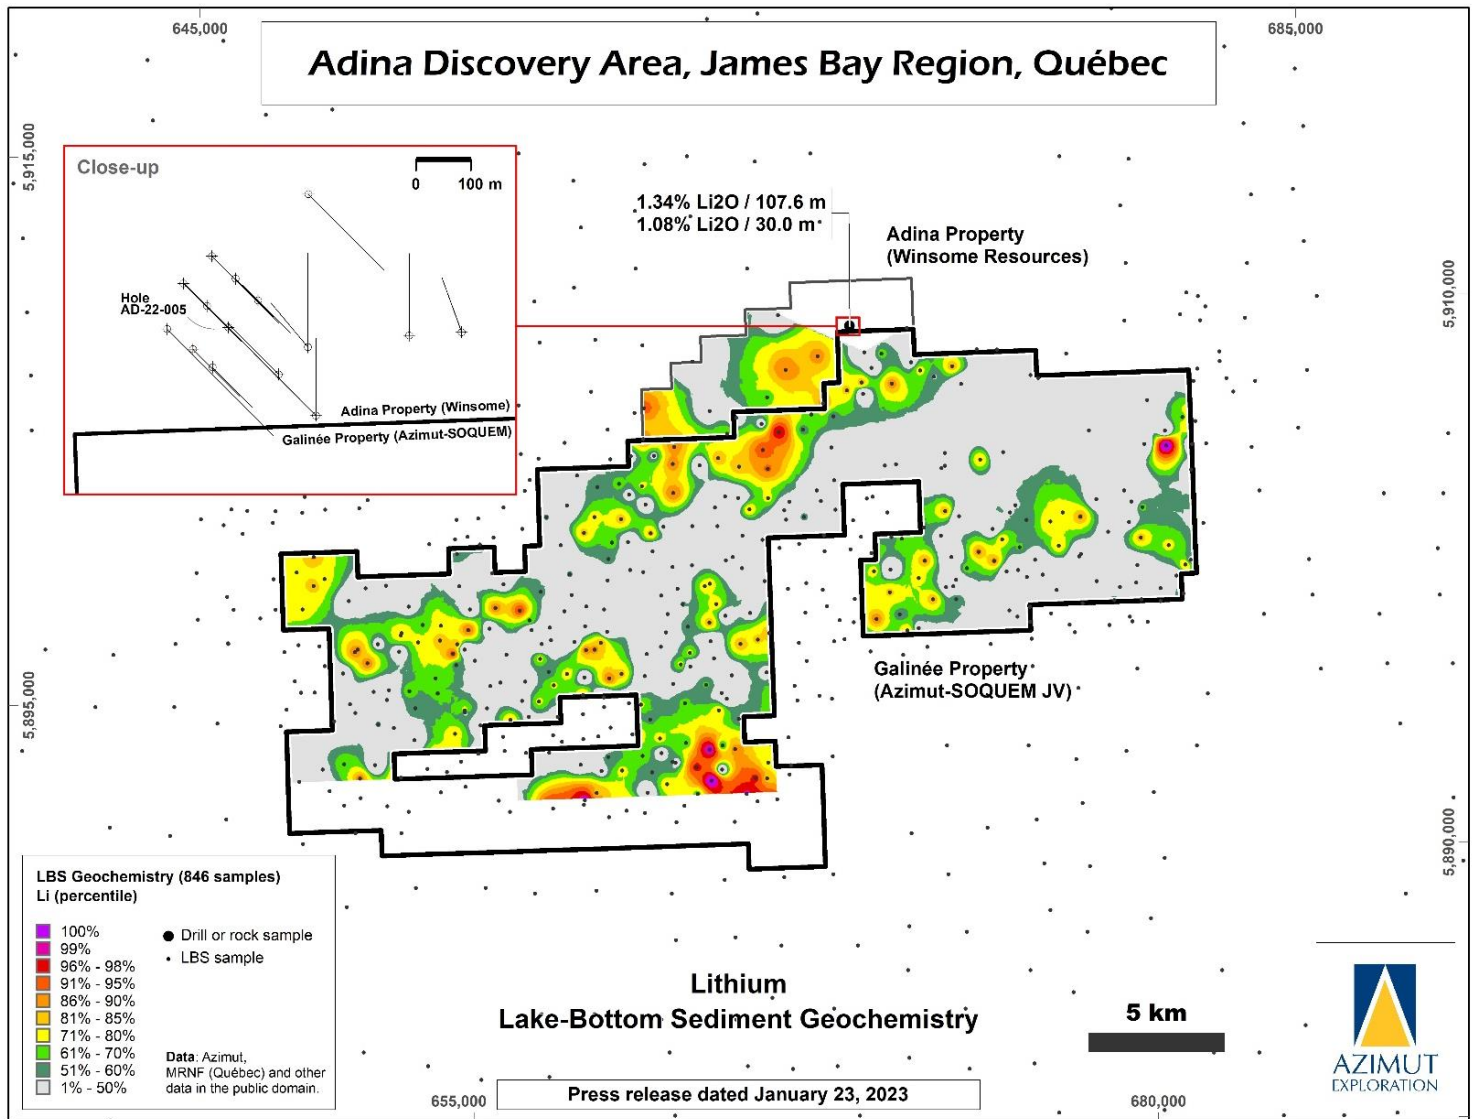 645,000
685,000
Adina Discovery Area, James Bay Region, Québec
5,915,000
Close-up
0 100 m
Hole
AD-22-005
Adina Property (Winsome)
Galinée Property (Azimut-SOQUEM)
1.34% Li2O / 107.6 m
1.08% Li2O / 30.0 m
Adina Property
(Winsome Resources)
5,910,000
Galinée Property
(Azimut-SOQUEM JV)
5,895,000
5,890,000
LBS Geochemistry (846 samples)
Li (percentile)
100%
99%
96% - 98%
91% - 95%
86% - 90%
81% - 85%
71% - 80%
61% - 70%
51% - 60%
1% - 50%
Drill or rock sample
LBS sample
Data: Azimut,
MRNF (Québec) and other
data in the public domain.
Lithium
Lake-Bottom Sediment Geochemistry
5 km
AZIMUT
EXPLORATION
Press release dated January 23, 2023
655,000
680,000